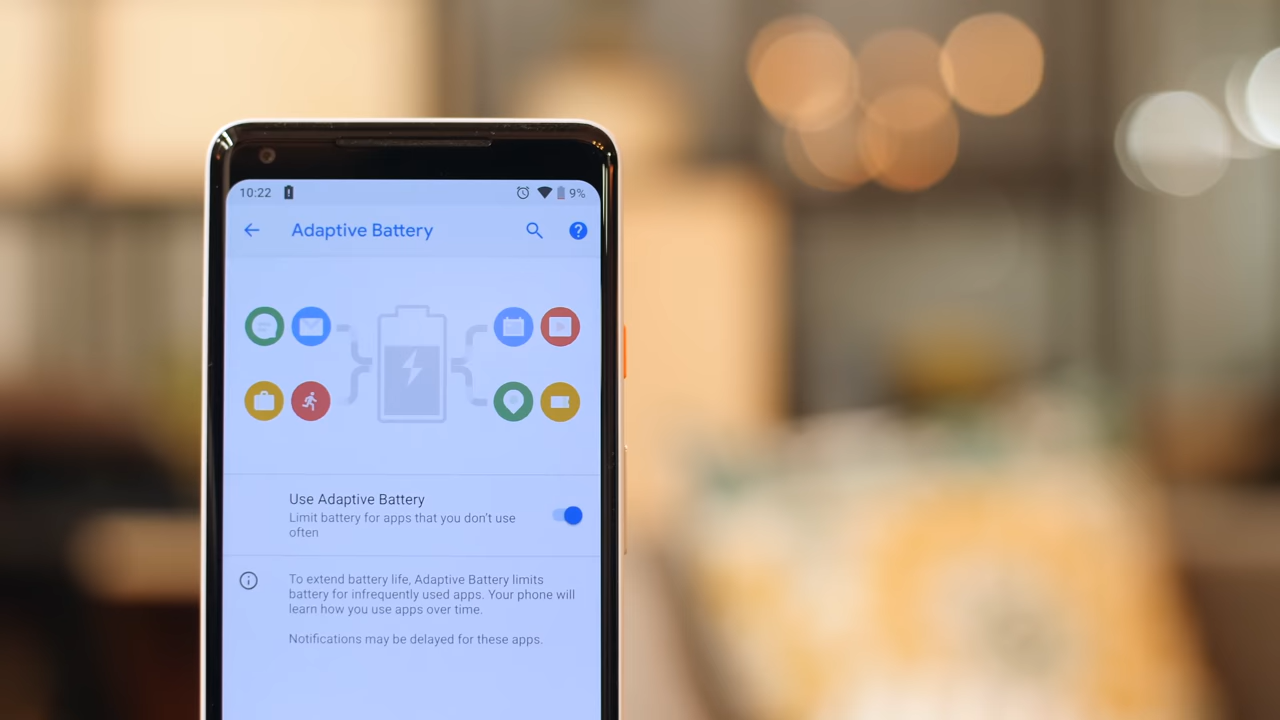 10:22 9%
Adaptive Battery
Use Adaptive Battery
Limit battery for apps that you don't use
often
To extend battery life, Adaptive Battery limits
battery for infrequently used apps. Your phone will
learn how you use apps over time.
Notifications may be delayed for these apps.